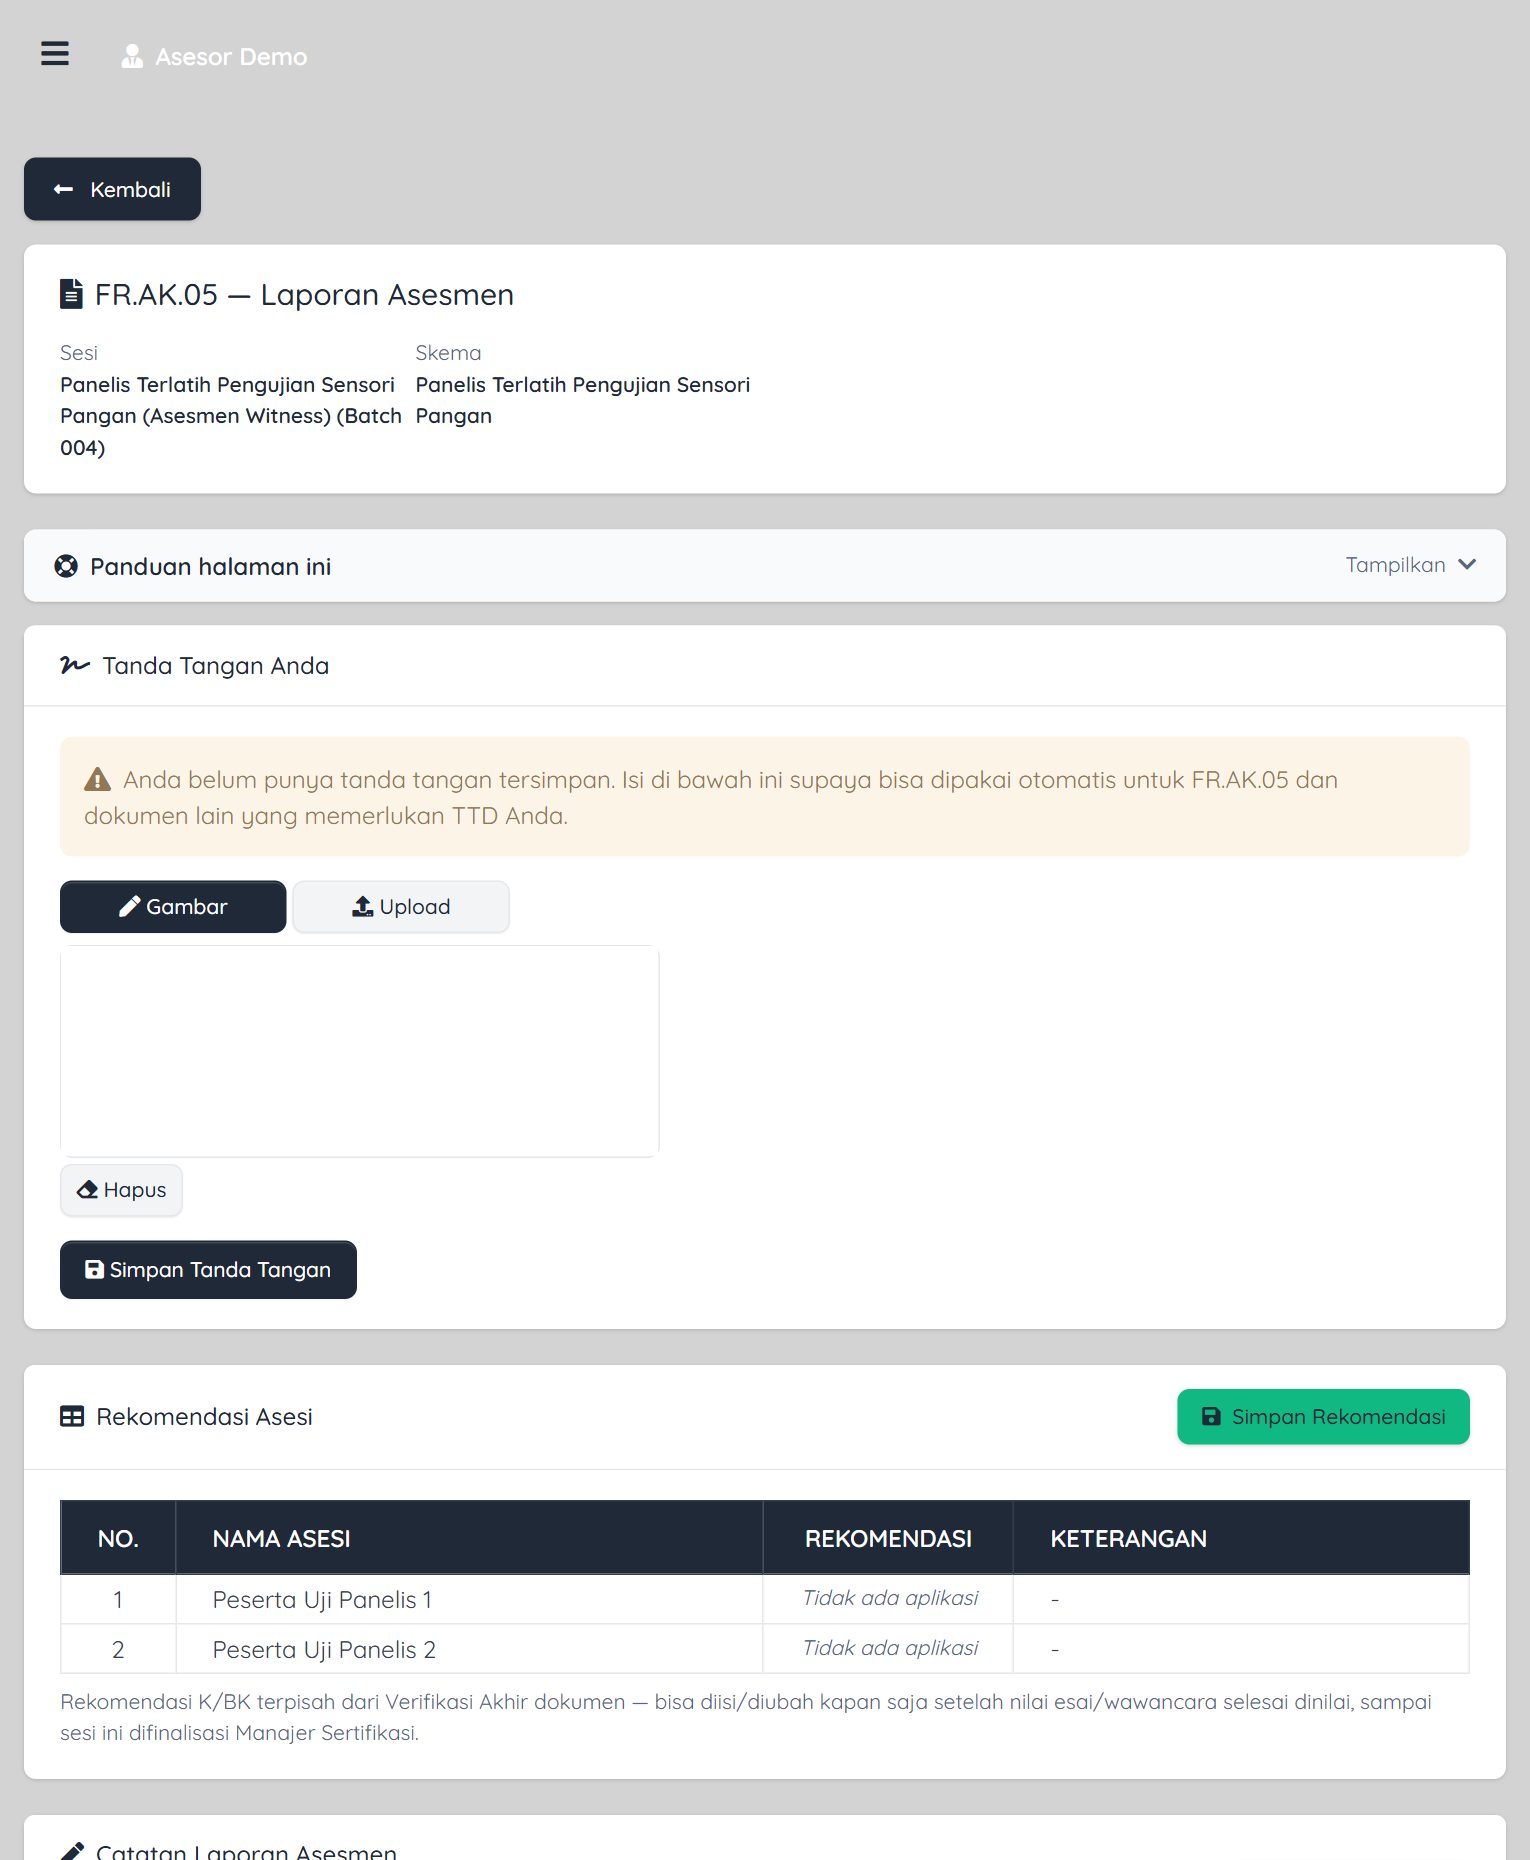 Asesor Demo
Kembali
FR.AK.05 — Laporan Asesmen
Sesi
Panelis Terlatih Pengujian Sensori
Pangan (Asesmen Witness) (Batch
004)
Skema
Panelis Terlatih Pengujian Sensori
Pangan
Panduan halaman ini
Tampilkan
Tanda Tangan Anda
Anda belum punya tanda tangan tersimpan. Isi di bawah ini supaya bisa dipakai otomatis untuk FR.AK.05 dan
dokumen lain yang memerlukan TTD Anda.
Gambar
Upload
Hapus
Simpan Tanda Tangan
Rekomendasi Asesi
Simpan Rekomendasi
NO. NAMA ASESI REKOMENDASI KETERANGAN
1 Peserta Uji Panelis 1 Tidak ada aplikasi -
2 Peserta Uji Panelis 2 Tidak ada aplikasi -
Rekomendasi K/BK terpisah dari Verifikasi Akhir dokumen — bisa diisi/diubah kapan saja setelah nilai esai/wawancara selesai dinilai, sampai
sesi ini difinalisasi Manajer Sertifikasi.
Catatan Laporan Asesmen